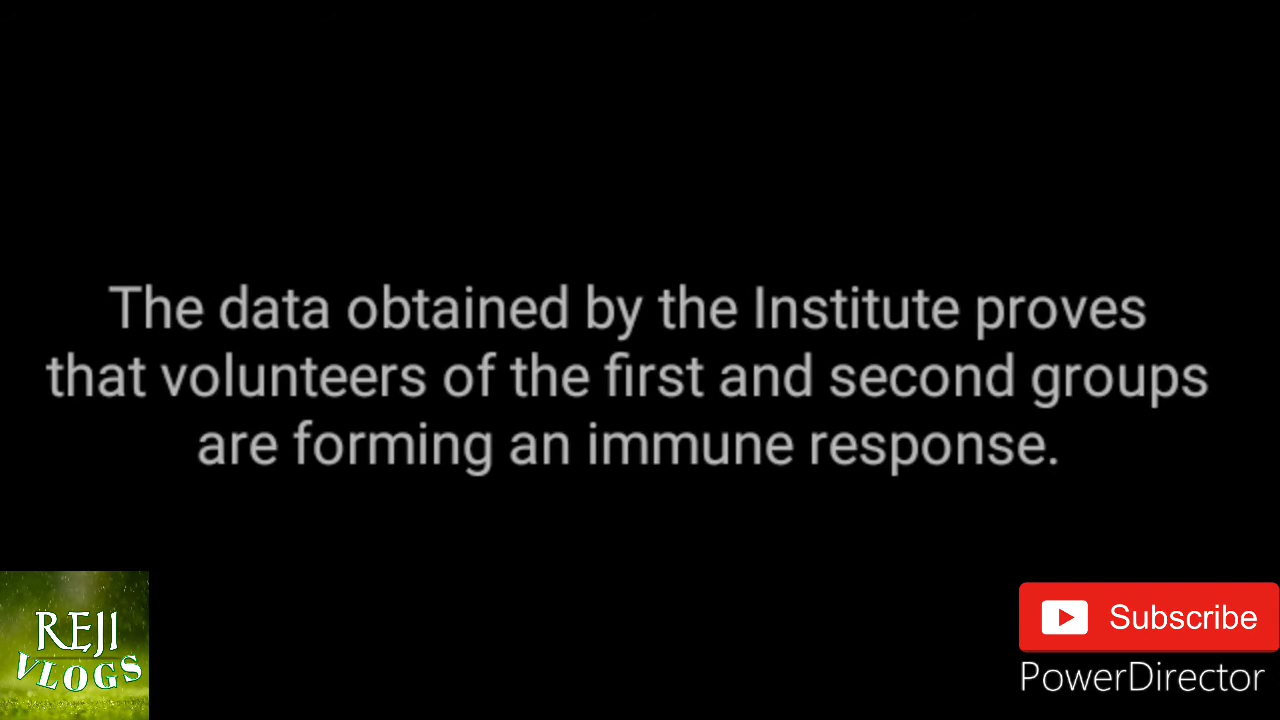 The data obtained by the Institute proves
that volunteers of the first and second groups
are forming an immune response.
REJI
VLOGS
Subscribe
PowerDirector